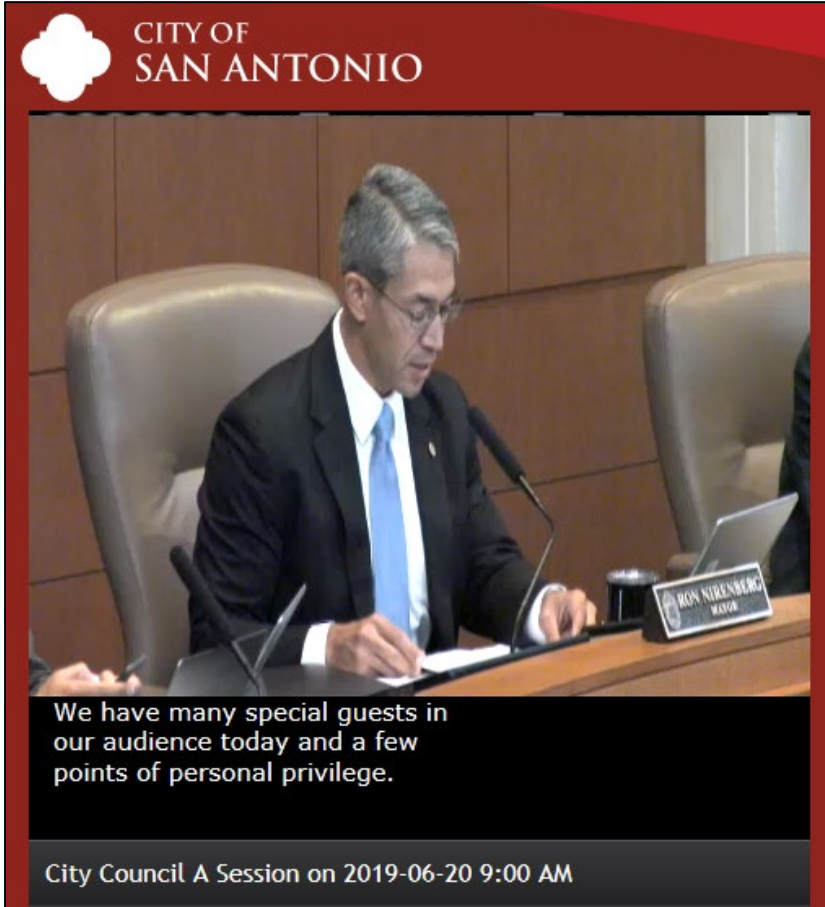 CITY OF
SAN ANTONIO
RON NIRENBERG
MAYOR
We have many special guests in
our audience today and a few
points of personal privilege.
City Council A Session on 2019-06-20 9:00 AM